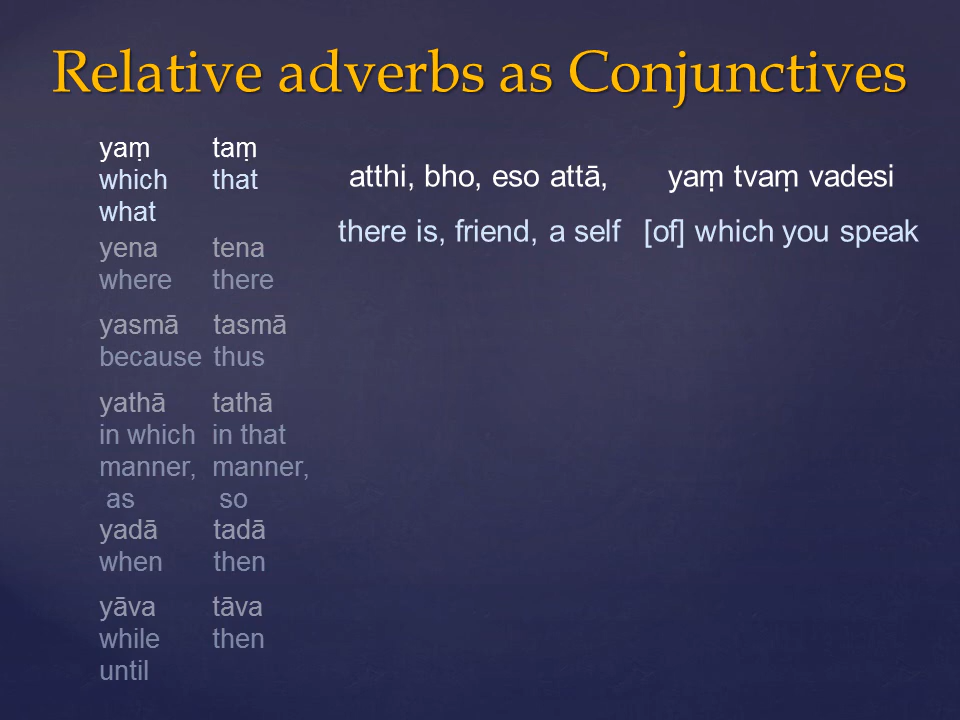 Relative adverbs as Conjunctives
yaṃ taṃ
which that
what
yena tena
where there
yasmā tasmā
because thus
yathā tathā
in which in that
manner, manner,
as so
yadā tadā
when then
yāva tāva
while then
until
atthi, bho, eso attā, yaṃ tvaṃ vadesi
there is, friend, a self [of] which you speak